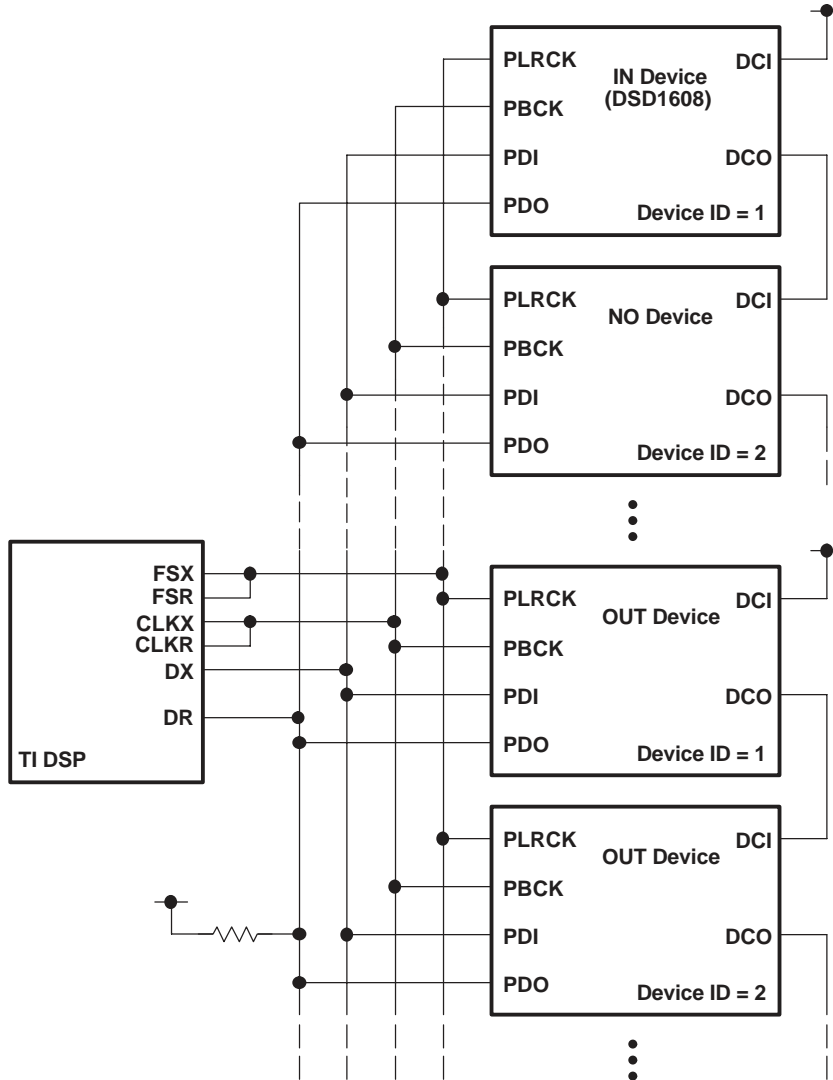 PLRCK
IN Device
(DSD1608)
DCI
PBCK
PDI
DCO
PDO
Device ID = 1
PLRCK
NO Device
DCI
PBCK
PDI
DCO
PDO
Device ID = 2
FSX
FSR
CLKX
CLKR
DX
DR
TI DSP
PLRCK
OUT Device
DCI
PBCK
PDI
DCO
PDO
Device ID = 1
PLRCK
OUT Device
DCI
PBCK
PDI
DCO
PDO
Device ID = 2